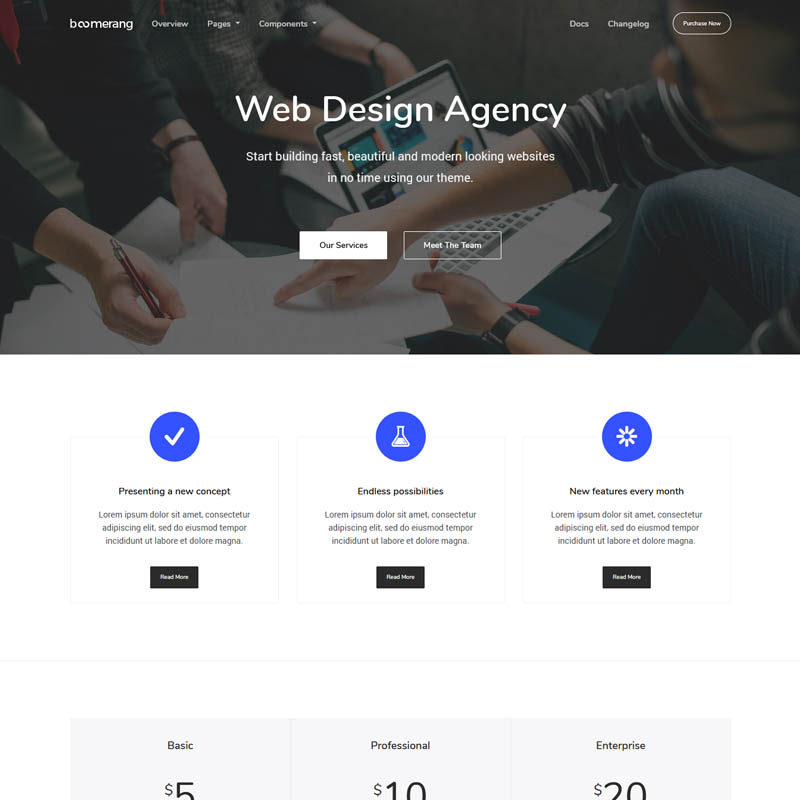 boomerang Overview Pages Components Docs Changelog Purchase Now
Web Design Agency
Start building fast, beautiful and modern looking websites
in no time using our theme.
Our Services Meet The Team
Presenting a new concept
Lorem ipsum dolor sit amet, consectetur
adipiscing elit, sed do eiusmod tempor
incididunt ut labore et dolore magna.
Read More
Endless possibilities
Lorem ipsum dolor sit amet, consectetur
adipiscing elit, sed do eiusmod tempor
incididunt ut labore et dolore magna.
Read More
New features every month
Lorem ipsum dolor sit amet, consectetur
adipiscing elit, sed do eiusmod tempor
incididunt ut labore et dolore magna.
Read More
Basic
$5
Professional
$10
Enterprise
$20